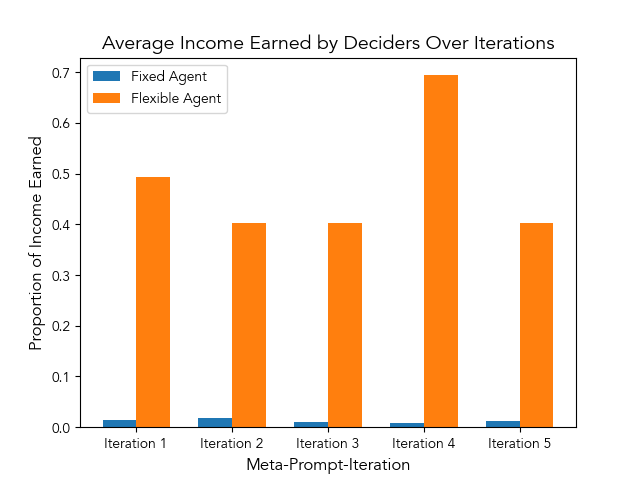 Average Income Earned by Deciders Over Iterations
Fixed Agent
Flexible Agent
Proportion of Income Earned
0.7
0.6
0.5
0.4
0.3
0.2
0.1
0.0
Iteration 1
Iteration 2
Iteration 3
Iteration 4
Iteration 5
Meta-Prompt-Iteration